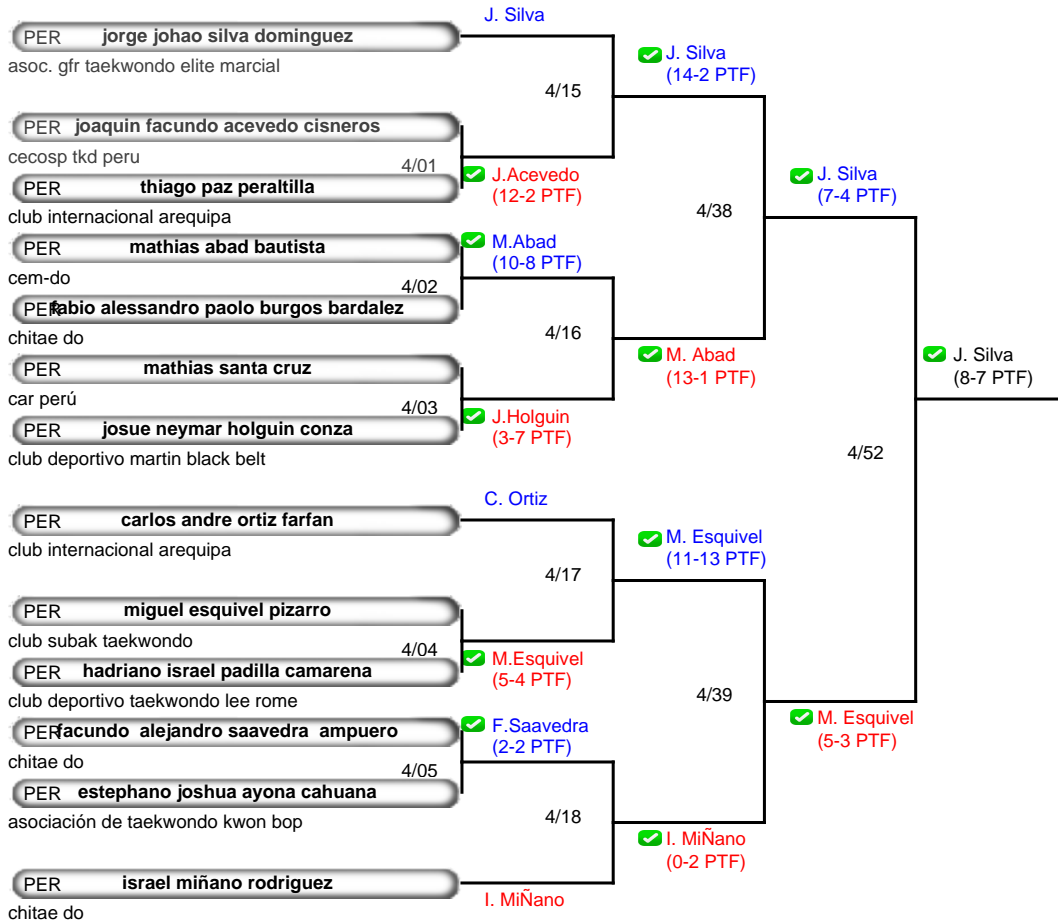 J. Silva
PER jorge johao silva dominguez
asoc. gfr taekwondo elite marcial
4/15
J. Silva
(14-2 PTF)
PER joaquin facundo acevedo cisneros
cecosp tkd peru
4/01
J.Acevedo
(12-2 PTF)
PER thiago paz peraltilla
club internacional arequipa
4/38
J. Silva
(7-4 PTF)
PER mathias abad bautista
cem-do
M.Abad
(10-8 PTF)
4/02
PER fabio alessandro paolo burgos bardalez
chitae do
4/16
M. Abad
(13-1 PTF)
PER mathias santa cruz
car perú
4/03
J.Holguin
(3-7 PTF)
PER josue neymar holguin conza
club deportivo martin black belt
J. Silva
(8-7 PTF)
4/52
C. Ortiz
PER carlos andre ortiz farfan
club internacional arequipa
4/17
M. Esquivel
(11-13 PTF)
PER miguel esquivel pizarro
club subak taekwondo
4/04
M.Esquivel
(5-4 PTF)
PER hadriano israel padilla camarena
club deportivo taekwondo lee rome
4/39
M. Esquivel
(5-3 PTF)
PER facundo alejandro saavedra ampuero
chitae do
F.Saavedra
(2-2 PTF)
4/05
PER estephano joshua ayona cahuana
asociación de taekwondo kwon bop
4/18
I. MiÑano
(0-2 PTF)
PER israel miñano rodriguez
chitae do
I. MiÑano